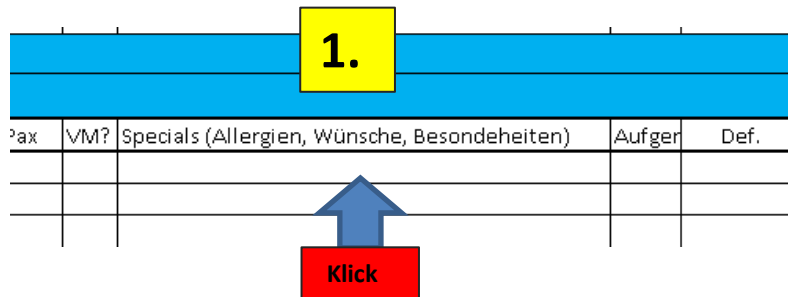 1.
Pax VM? Specials (Allergien, Wünsche, Besondeheiten) Aufger Def.
Klick